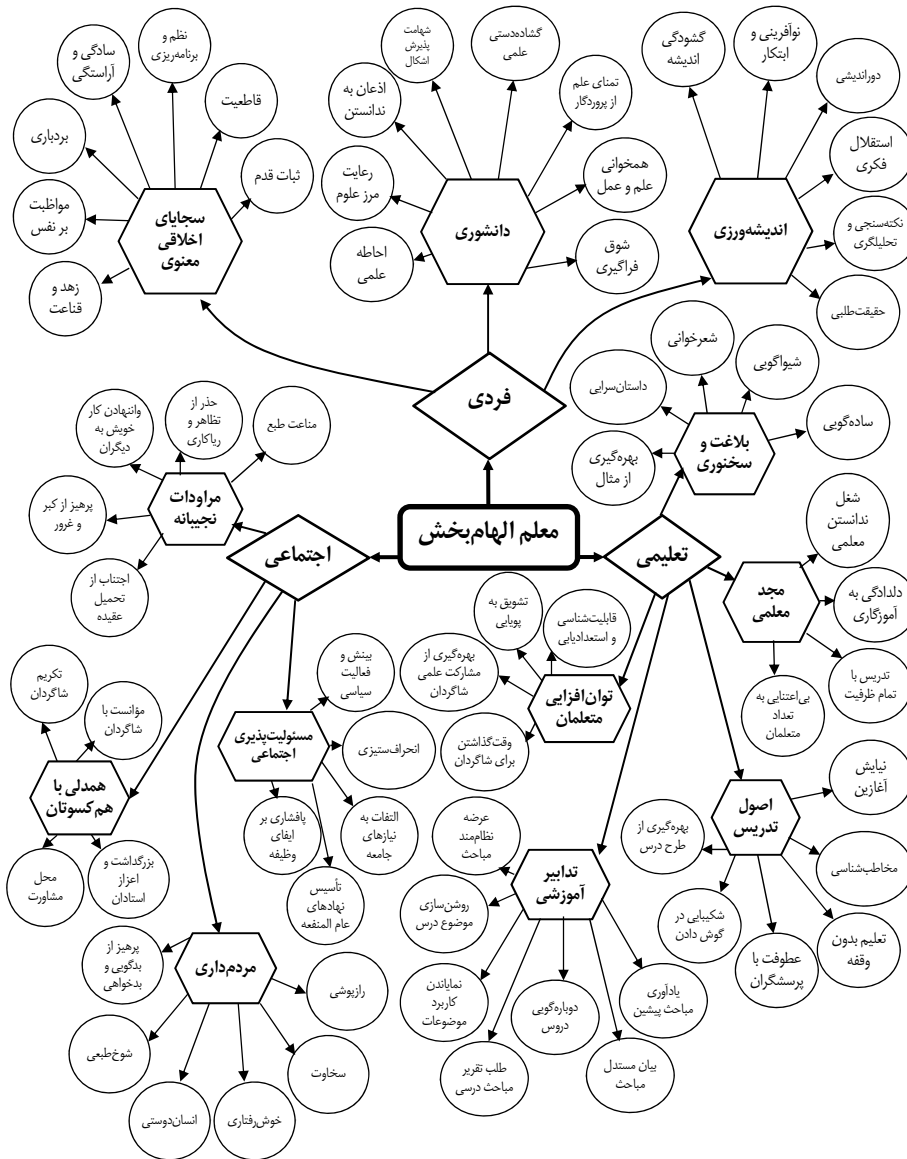 نوآفرینی و
ابتکار
گشودگی
اندیشه
دوراندیشی
استقلال
فکری
نکته‌سنجی و
تحلیلگری
حقیقت‌طلبی
اندیشه‌ورزی
گشاده‌دستی
علمی
شهامت
پذیرش
اشکال
تمنای علم
از پروردگار
اذعان به
ندانستن
همخوانی
علم و عمل
رعایت
مرز علوم
شوق
فراگیری
احاطه
علمی
دانشوری
نظم و
برنامه‌ریزی
سادگی و
آراستگی
قاطعیت
بردباری
ثبات قدم
مواظبت
بر نفس
زهد و
قناعت
سجایای
اخلاقی
معنوی
فردی
شعرخوانی
شیواگویی
داستان‌سرایی
ساده‌گویی
بهره‌گیری
از مثال
بلاغت و
سخنوری
حذر از
تظاهر و
ریاکاری
واننهادن کار
خویش به
دیگران
مناعت طبع
پرهیز از کبر
و غرور
اجتناب از
تحمیل
عقیده
مراودات
نجیبانه
معلم الهام‌بخش
تعلیمی
اجتماعی
شغل
ندانستن
معلمی
دلدادگی به
آموزگاری
تدریس با
تمام ظرفیت
بی‌اعتنایی به
تعداد
متعلمان
مجد
معلمی
قابلیت‌شناسی
و استعدادیابی
تشویق به
پویایی
بهره‌گیری از
مشارکت علمی
شاگردان
وقت‌گذاشتن
برای شاگردان
توان‌افزایی
متعلمان
بینش و
فعالیت
سیاسی
انحراف‌ستیزی
التفات به
نیازهای
جامعه
تأسیس
نهادهای
عام المنفعه
پافشاری بر
ایفای
وظیفه
مسئولیت‌پذیری
اجتماعی
تکریم
شاگردان
مؤانست با
شاگردان
بزرگداشت و
اعزاز
استادان
محل
مشاورت
همدلی با
هم‌کسوتان
نیایش
آغازین
مخاطب‌شناسی
تعلیم بدون
وقفه
عطوفت با
پرسشگران
شکیبایی در
گوش دادن
بهره‌گیری از
طرح درس
اصول
تدریس
عرضه
نظام‌مند
مباحث
روشن‌سازی
موضوع درس
نمایاندن
کاربرد
موضوعات
طلب تقریر
مباحث درسی
دوباره‌گویی
دروس
بیان مستدل
مباحث
یادآوری
مباحث پیشین
تدابیر
آموزشی
پرهیز از
بدگویی و
بدخواهی
رازپوشی
شوخ‌طبعی
سخاوت
انسان‌دوستی
خوش‌رفتاری
مردم‌داری